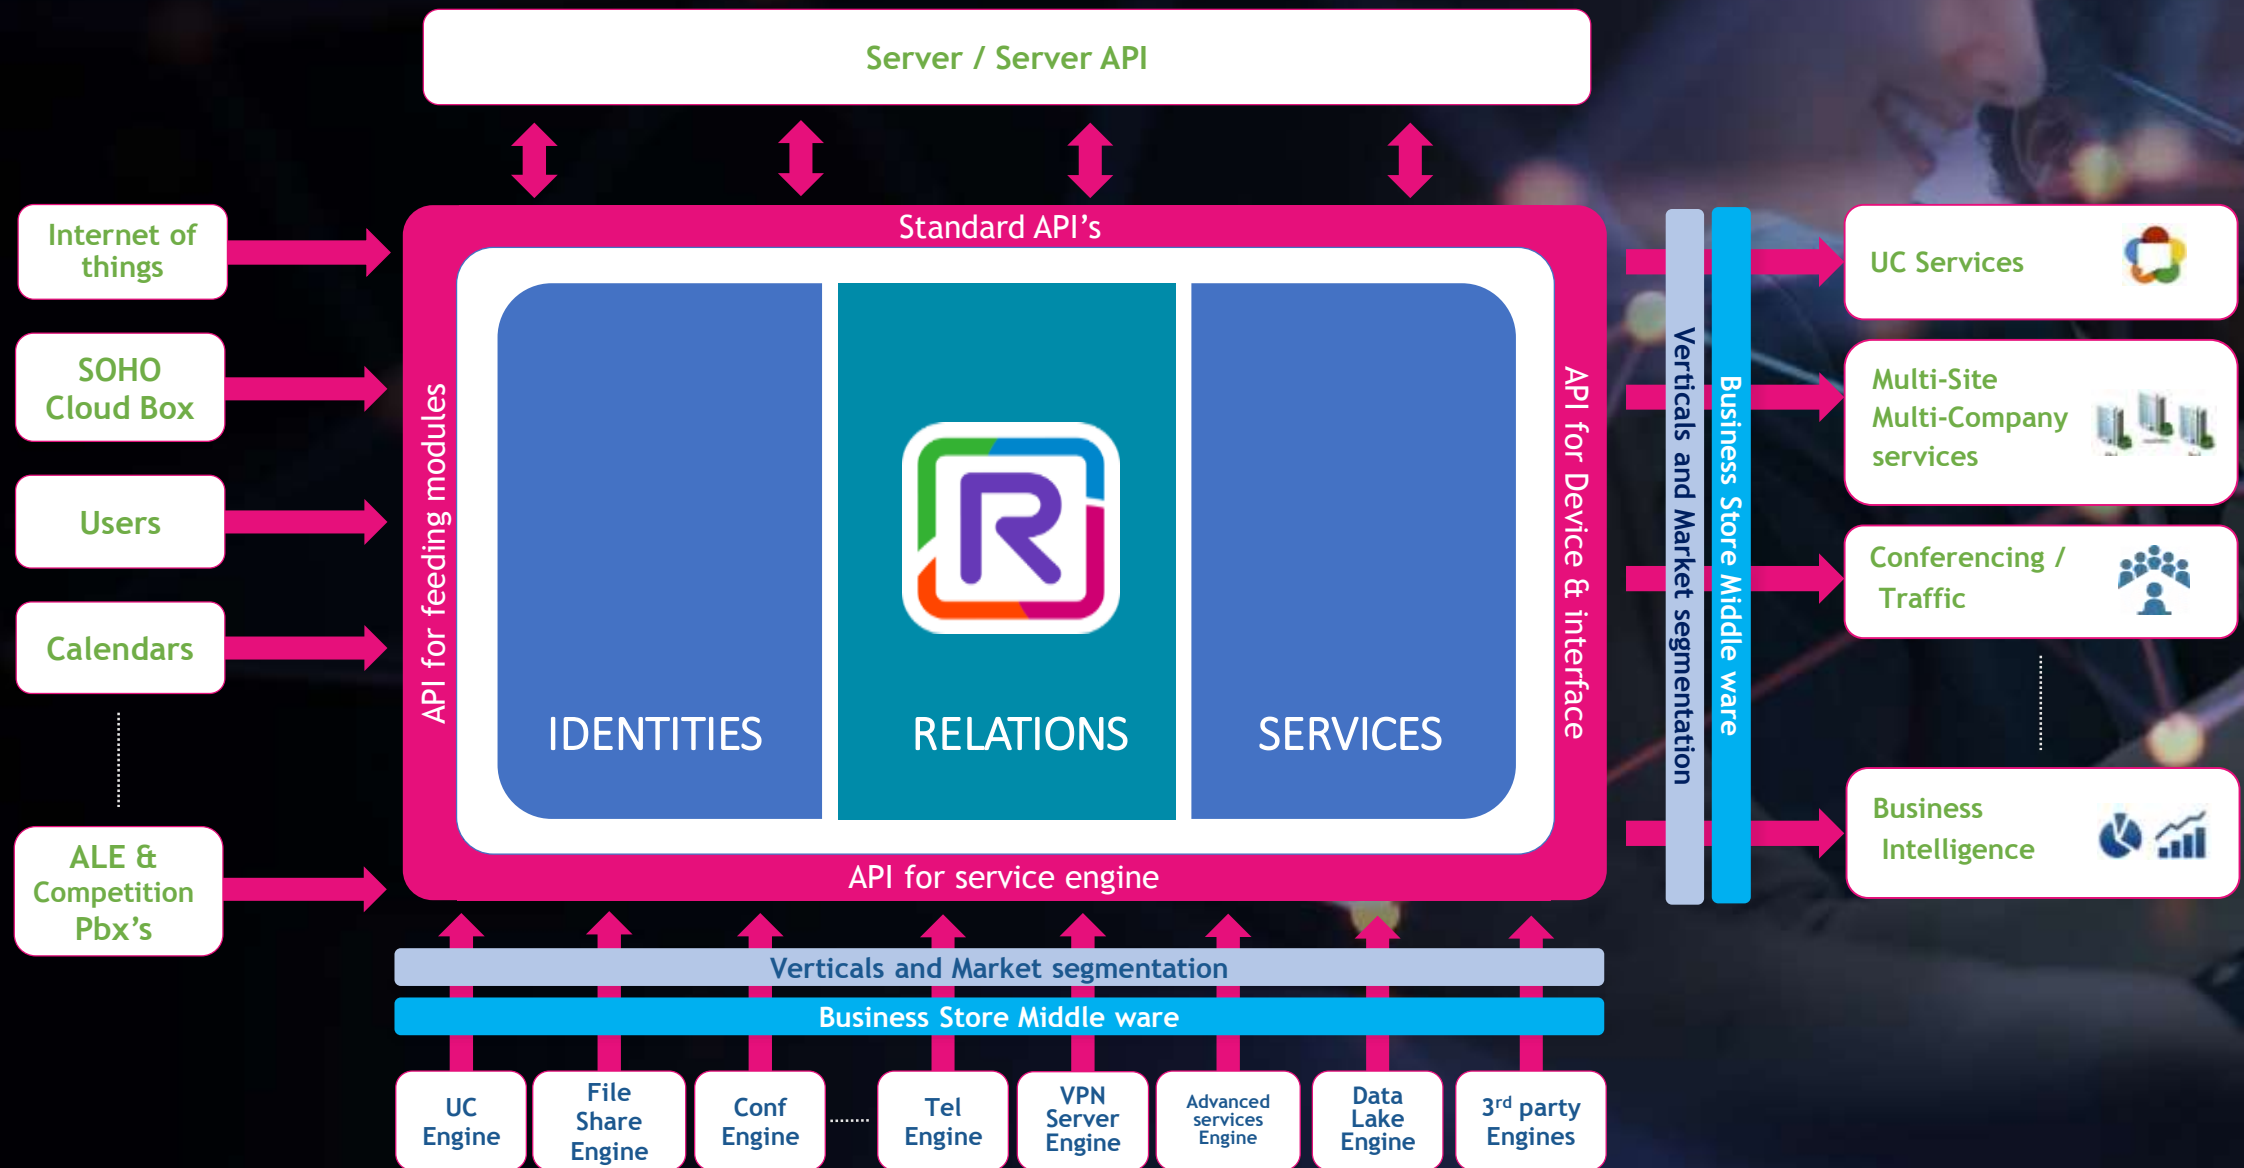 Server / Server API
Internet of
things
SOHO
Cloud Box
Users
Calendars
ALE &
Competition
Pbx's
Standard API's
API for feeding modules
IDENTITIES
R
RELATIONS
SERVICES
API for Device & interface
API for service engine
Verticals and Market segmentation
Business Store Middle ware
UC Services
Multi-Site
Multi-Company
services
Conferencing /
Traffic
Business
Intelligence
Verticals and Market segmentation
Business Store Middle ware
UC
Engine
File
Share
Engine
Conf
Engine
........
Tel
Engine
VPN
Server
Engine
Advanced
services
Engine
Data
Lake
Engine
3rd party
Engines